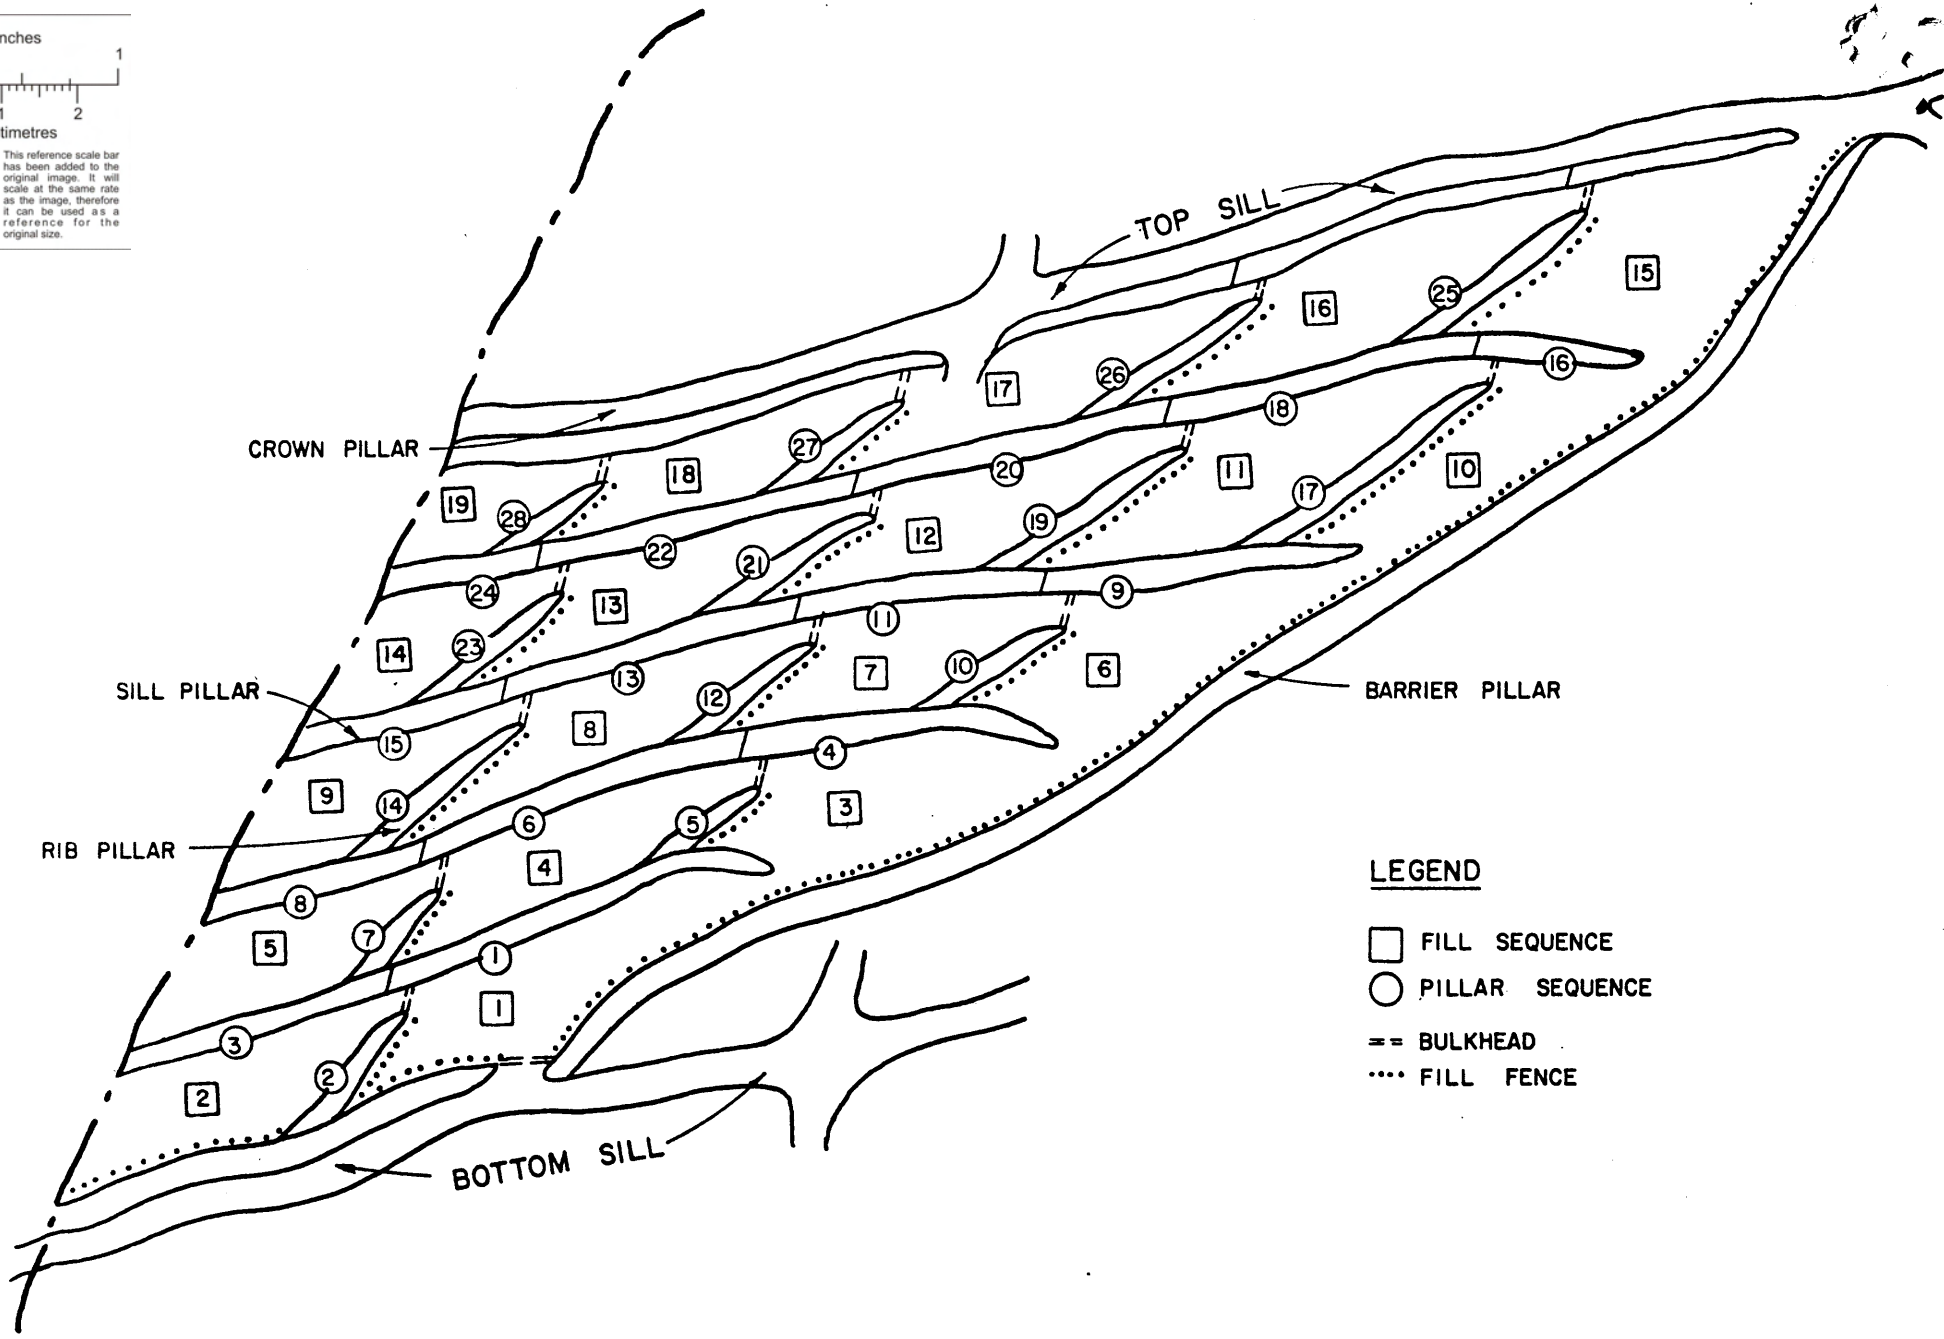 nches
1
1 2
timetres
This reference scale bar
has been added to the
original image. It will
scale at the same rate
as the image, therefore
it can be used as a
reference for the
original size.
TOP SILL
15
25
16
16
26
17
18
CROWN PILLAR
27
18
20
11
10
19
28
17
19
12
22
21
24
13
9
11
23
14
10
7
6
13
SILL PILLAR
12
BARRIER PILLAR
8
15
4
9
14
3
6
5
RIB PILLAR
4
8
7
5
1
1
3
2
2
BOTTOM SILL
LEGEND
FILL SEQUENCE
PILLAR SEQUENCE
BULKHEAD
FILL FENCE